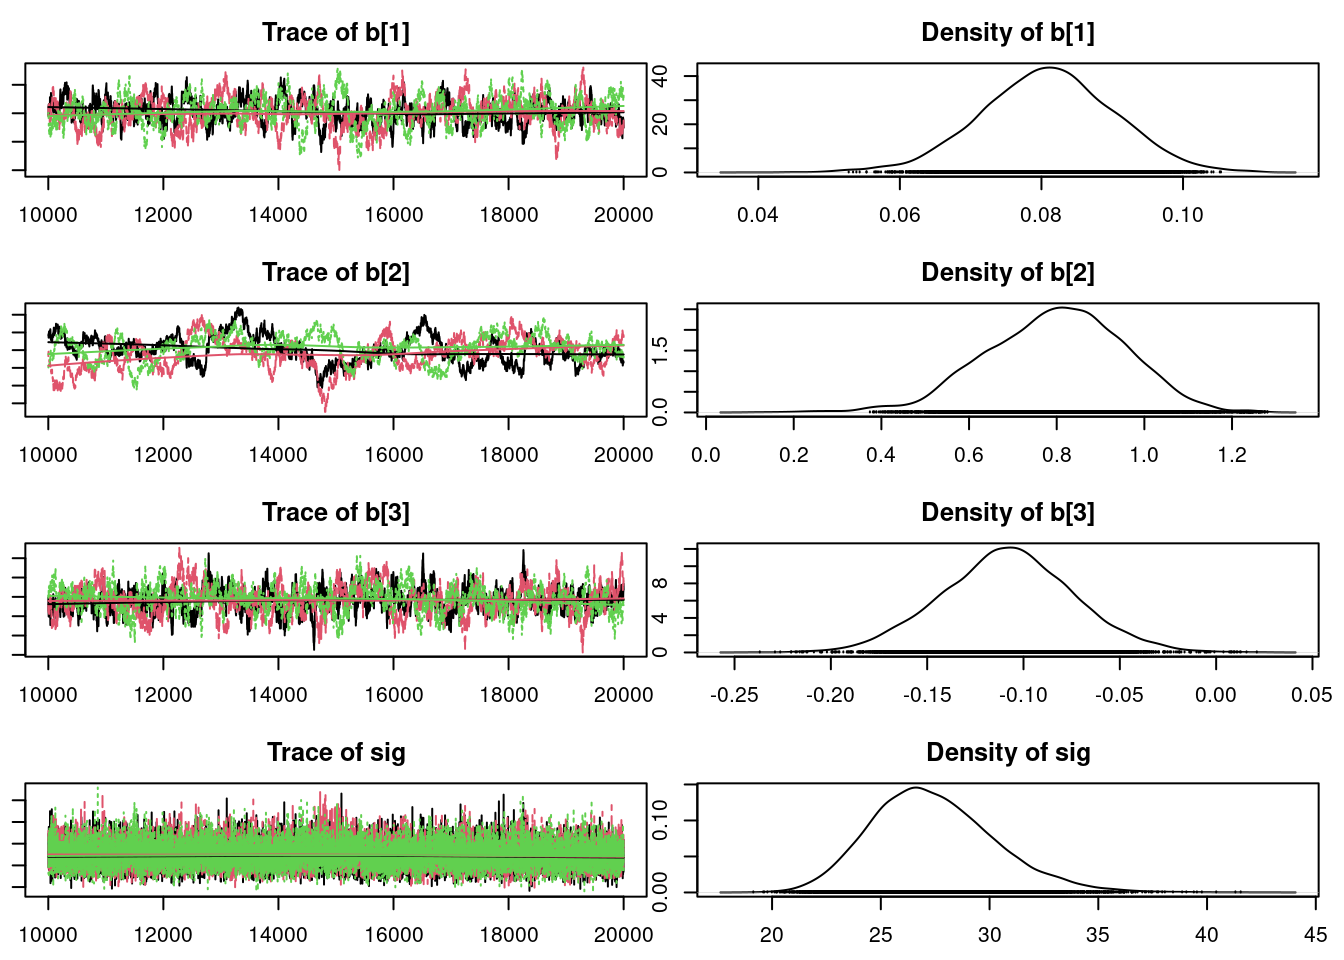 Trace of b[1] Density of b[1]
0 20 40
10000 12000 14000 16000 18000 20000 0.04 0.06 0.08 0.10
Trace of b[2] Density of b[2]
0.0 1.5
10000 12000 14000 16000 18000 20000 0.0 0.2 0.4 0.6 0.8 1.0 1.2
Trace of b[3] Density of b[3]
0 4 8
10000 12000 14000 16000 18000 20000 -0.25 -0.20 -0.15 -0.10 -0.05 0.00 0.05
Trace of sig Density of sig
0.00 0.10
10000 12000 14000 16000 18000 20000 20 25 30 35 40 45